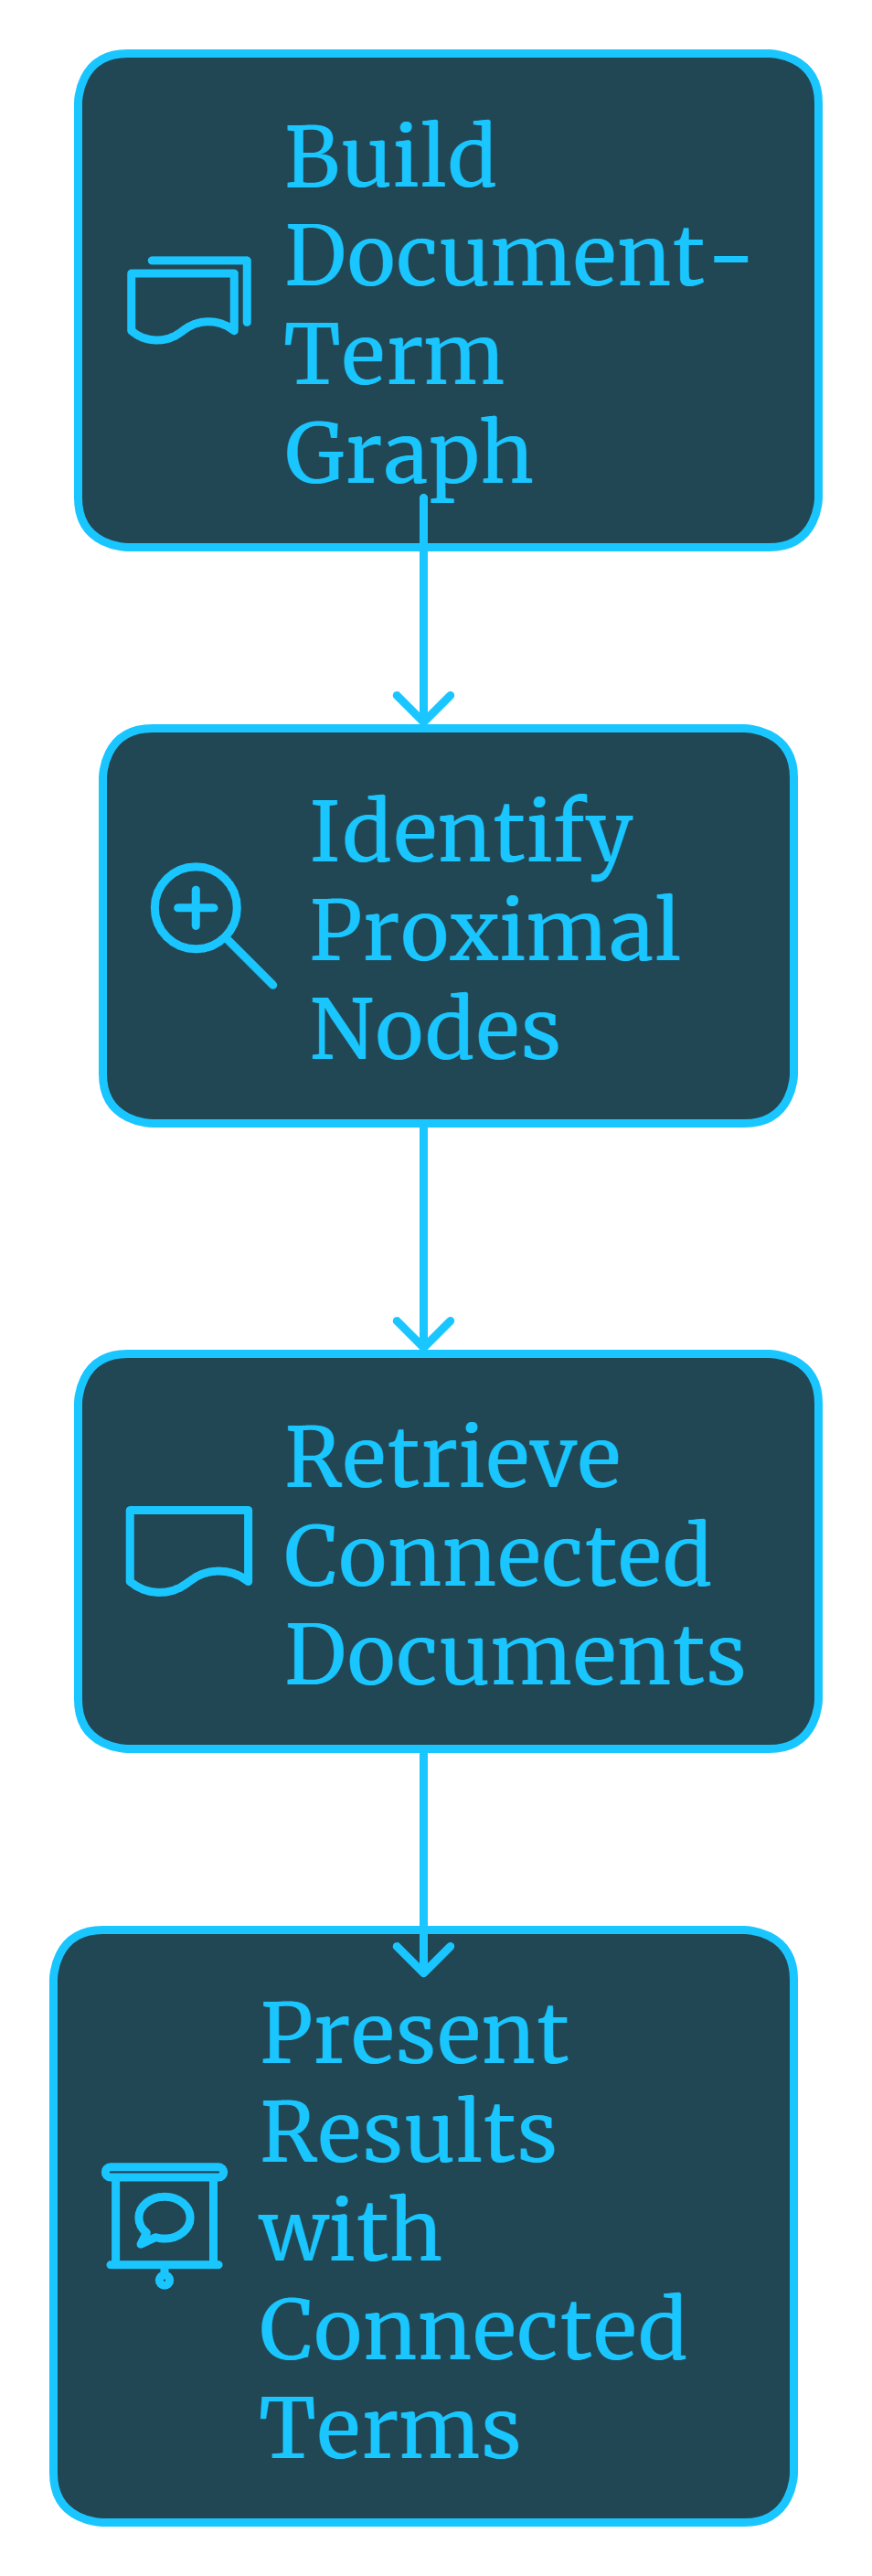 Build
Document-
Term
Graph
Identify
Proximal
Nodes
Retrieve
Connected
Documents
Present
Results
with
Connected
Terms